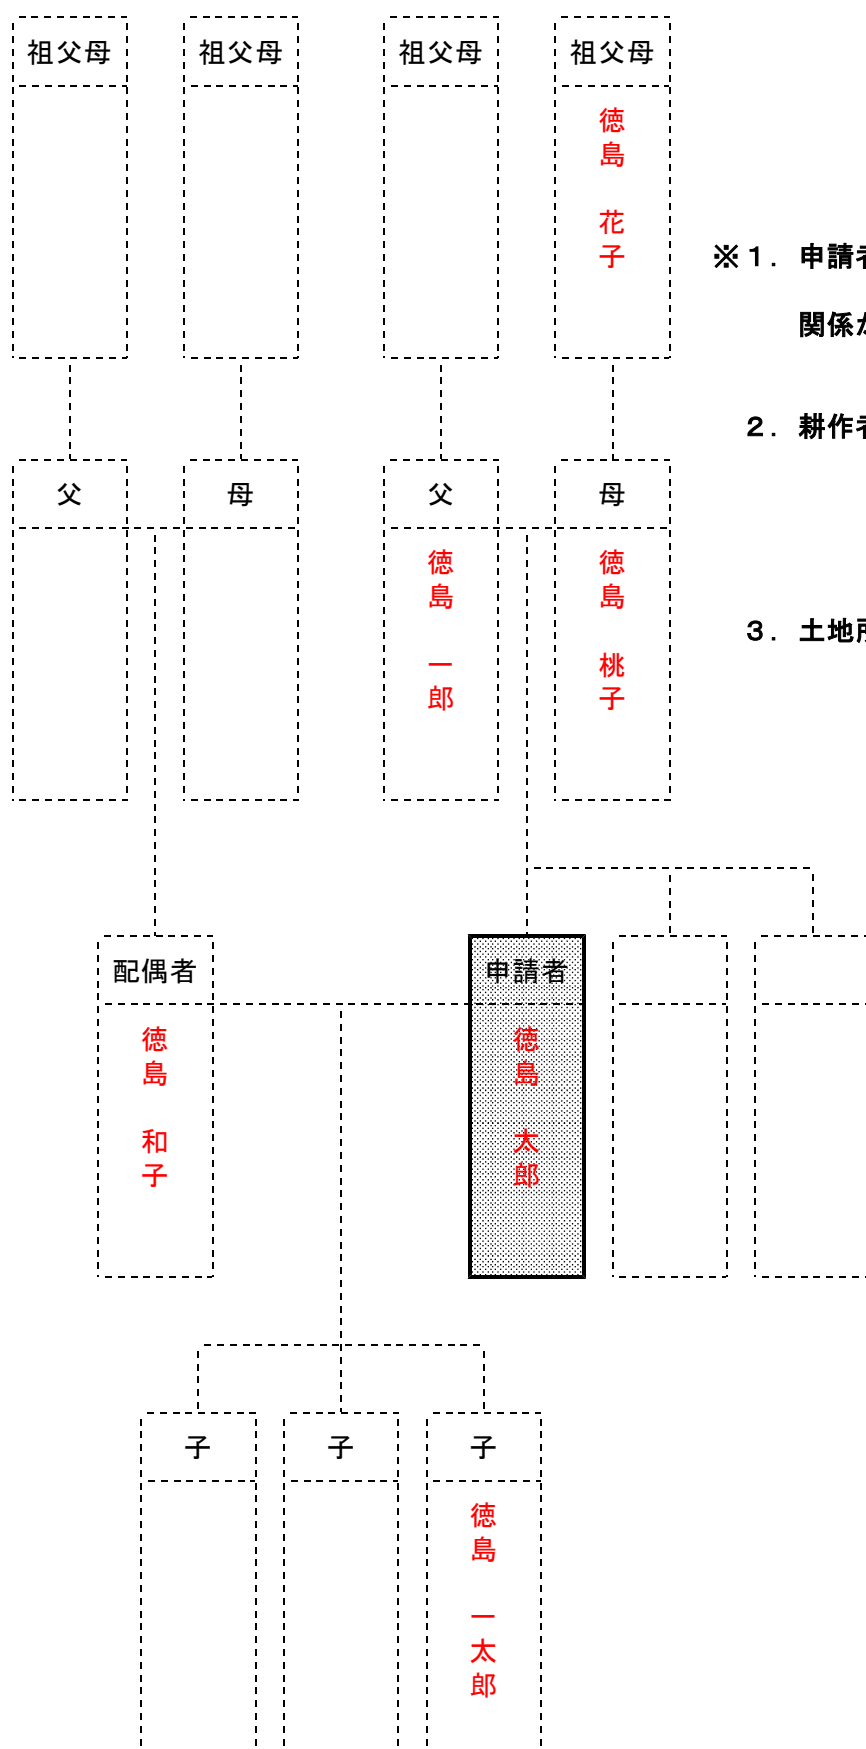 祖父母 祖父母 祖父母 祖父母
徳島 花子
※１．申請
関係
２．耕作
３．土地
父 母 父 母
徳島 一郎
徳島 桃子
配偶者 申請者
徳島 和子
徳島 太郎
子 子 子
徳島 一太郎